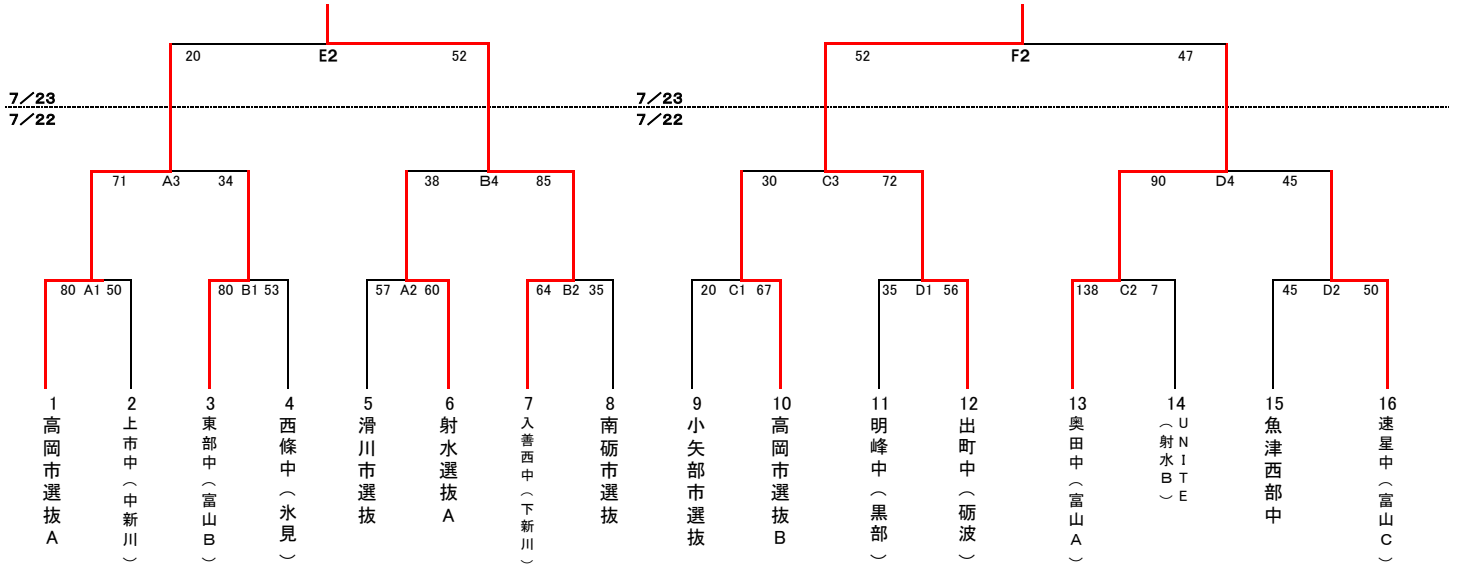 20 E2 52
52 F2 47
7/23
7/23
7/22
7/22
71 A3 34
38 B4 85
30 C3 72
90 D4 45
80 A1 50
80 B1 53
57 A2 60
64 B2 35
20 C1 67
35 D1 56
138 C2 7
45 D2 50
1
高岡市選抜A
2
上市中(中新川)
3
東部中(富山B)
4
西條中(氷見)
5
滑川市選抜
6
射水選抜A
7
入善西中(下新川)
8
南砺市選抜
9
小矢部市選抜
10
高岡市選抜B
11
明峰中(黒部)
12
出町中(砺波)
13
奥田中(富山A)
14
UNITE
(射水B)
15
魚津西部中
16
速星中(富山C)